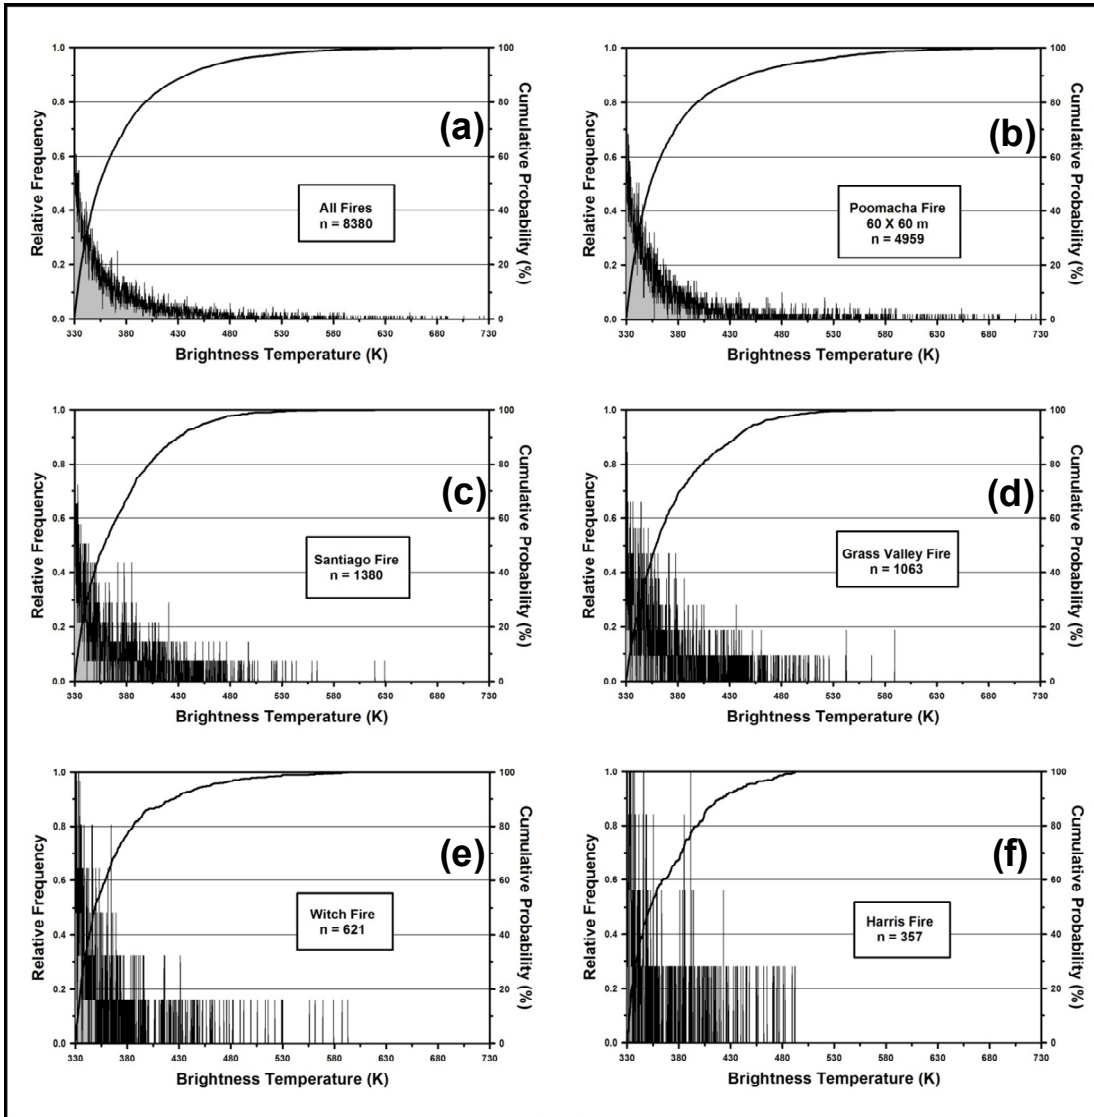 (a)
Relative Frequency
1.0
0.8
0.6
0.4
0.2
0.0
All Fires
n = 8380
100
80
60
40
20
0
Cumulative Probability (%)
330 380 430 480 530 580 630 680 730
Brightness Temperature (K)
(b)
Relative Frequency
1.0
0.8
0.6
0.4
0.2
0.0
Poomacha Fire
60 X 60 m
n = 4959
100
80
60
40
20
0
Cumulative Probability (%)
330 380 430 480 530 580 630 680 730
Brightness Temperature (K)
(c)
Relative Frequency
1.0
0.8
0.6
0.4
0.2
0.0
Santiago Fire
n = 1380
100
80
60
40
20
0
Cumulative Probability (%)
330 380 430 480 530 580 630 680 730
Brightness Temperature (K)
(d)
Relative Frequency
1.0
0.8
0.6
0.4
0.2
0.0
Grass Valley Fire
n = 1063
100
80
60
40
20
0
Cumulative Probability (%)
330 380 430 480 530 580 630 680 730
Brightness Temperature (K)
(e)
Relative Frequency
1.0
0.8
0.6
0.4
0.2
0.0
Witch Fire
n = 621
100
80
60
40
20
0
Cumulative Probability (%)
330 380 430 480 530 580 630 680 730
Brightness Temperature (K)
(f)
Relative Frequency
1.0
0.8
0.6
0.4
0.2
0.0
Harris Fire
n = 357
100
80
60
40
20
0
Cumulative Probability (%)
330 380 430 480 530 580 630 680 730
Brightness Temperature (K)